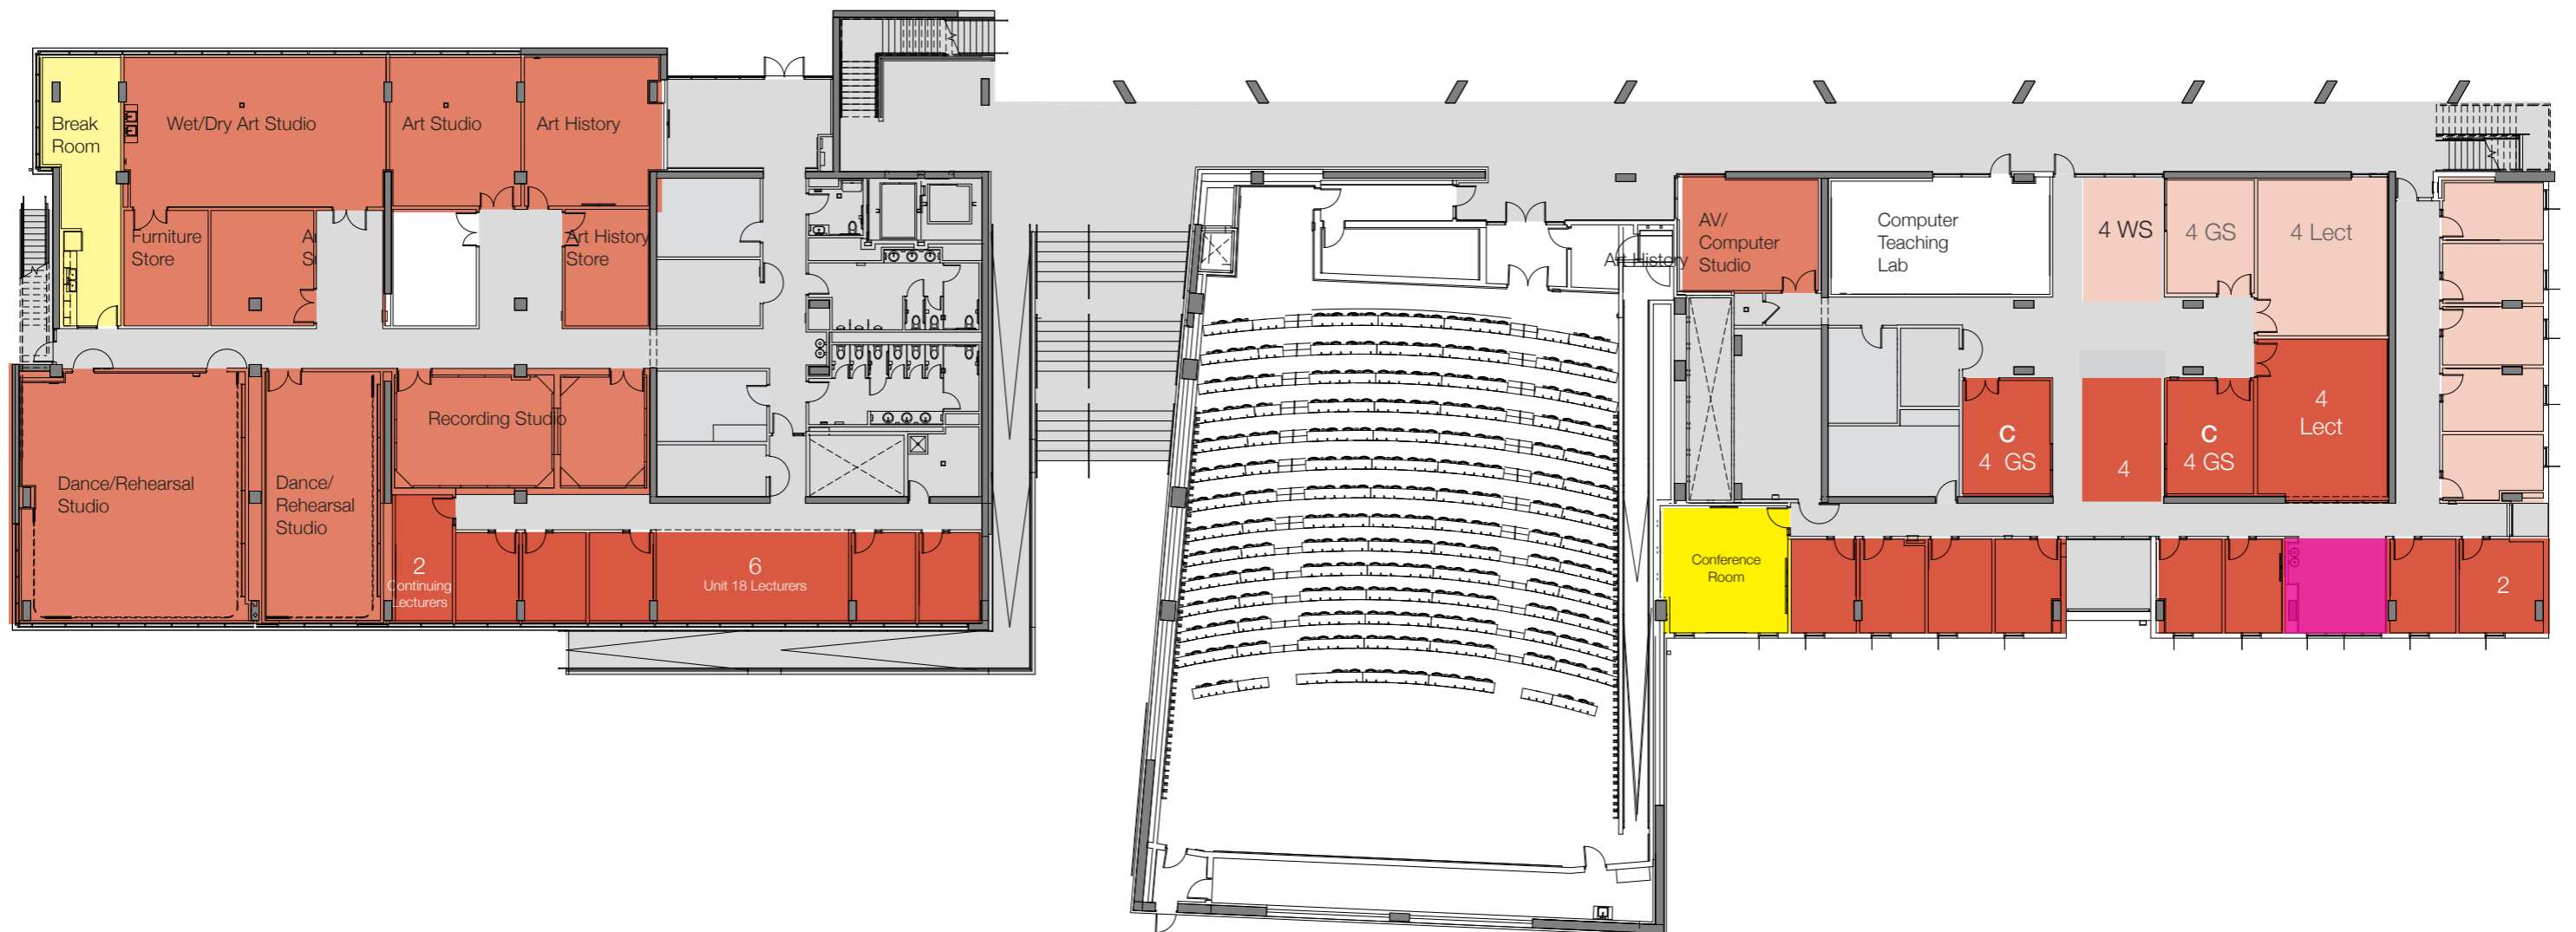 Break
Room
Wet/Dry Art Studio
Art Studio
Art History
Furniture
Store
Art History
Store
Dance/Rehearsal
Studio
Dance/
Rehearsal
Studio
Recording Studio
2
Continuing
Lecturers
6
Unit 18 Lecturers
Art History
AV/
Computer
Studio
Computer
Teaching
Lab
4 WS
4 GS
4 Lect
C
4 GS
4
C
4 GS
4
Lect
Conference
Room
2